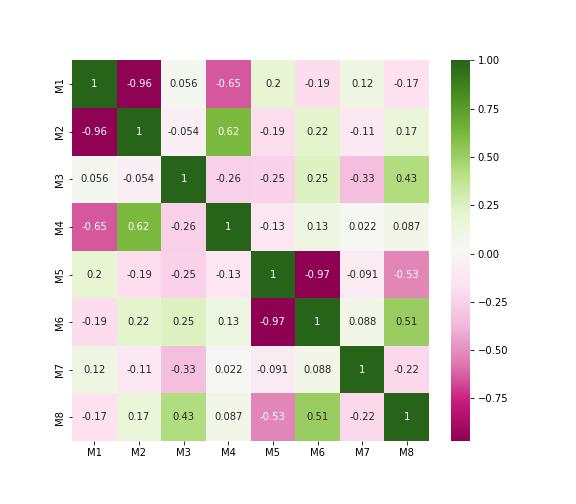 M1 1 -0.96 0.056 -0.65 0.2 -0.19 0.12 -0.17
M2 -0.96 1 -0.054 0.62 -0.19 0.22 -0.11 0.17
M3 0.056 -0.054 1 -0.26 -0.25 0.25 -0.33 0.43
M4 -0.65 0.62 -0.26 1 -0.13 0.13 0.022 0.087
M5 0.2 -0.19 -0.25 -0.13 1 -0.97 -0.091 -0.53
M6 -0.19 0.22 0.25 0.13 -0.97 1 0.088 0.51
M7 0.12 -0.11 -0.33 0.022 -0.091 0.088 1 -0.22
M8 -0.17 0.17 0.43 0.087 -0.53 0.51 -0.22 1
M1 M2 M3 M4 M5 M6 M7 M8
1.00
0.75
0.50
0.25
0.00
-0.25
-0.50
-0.75